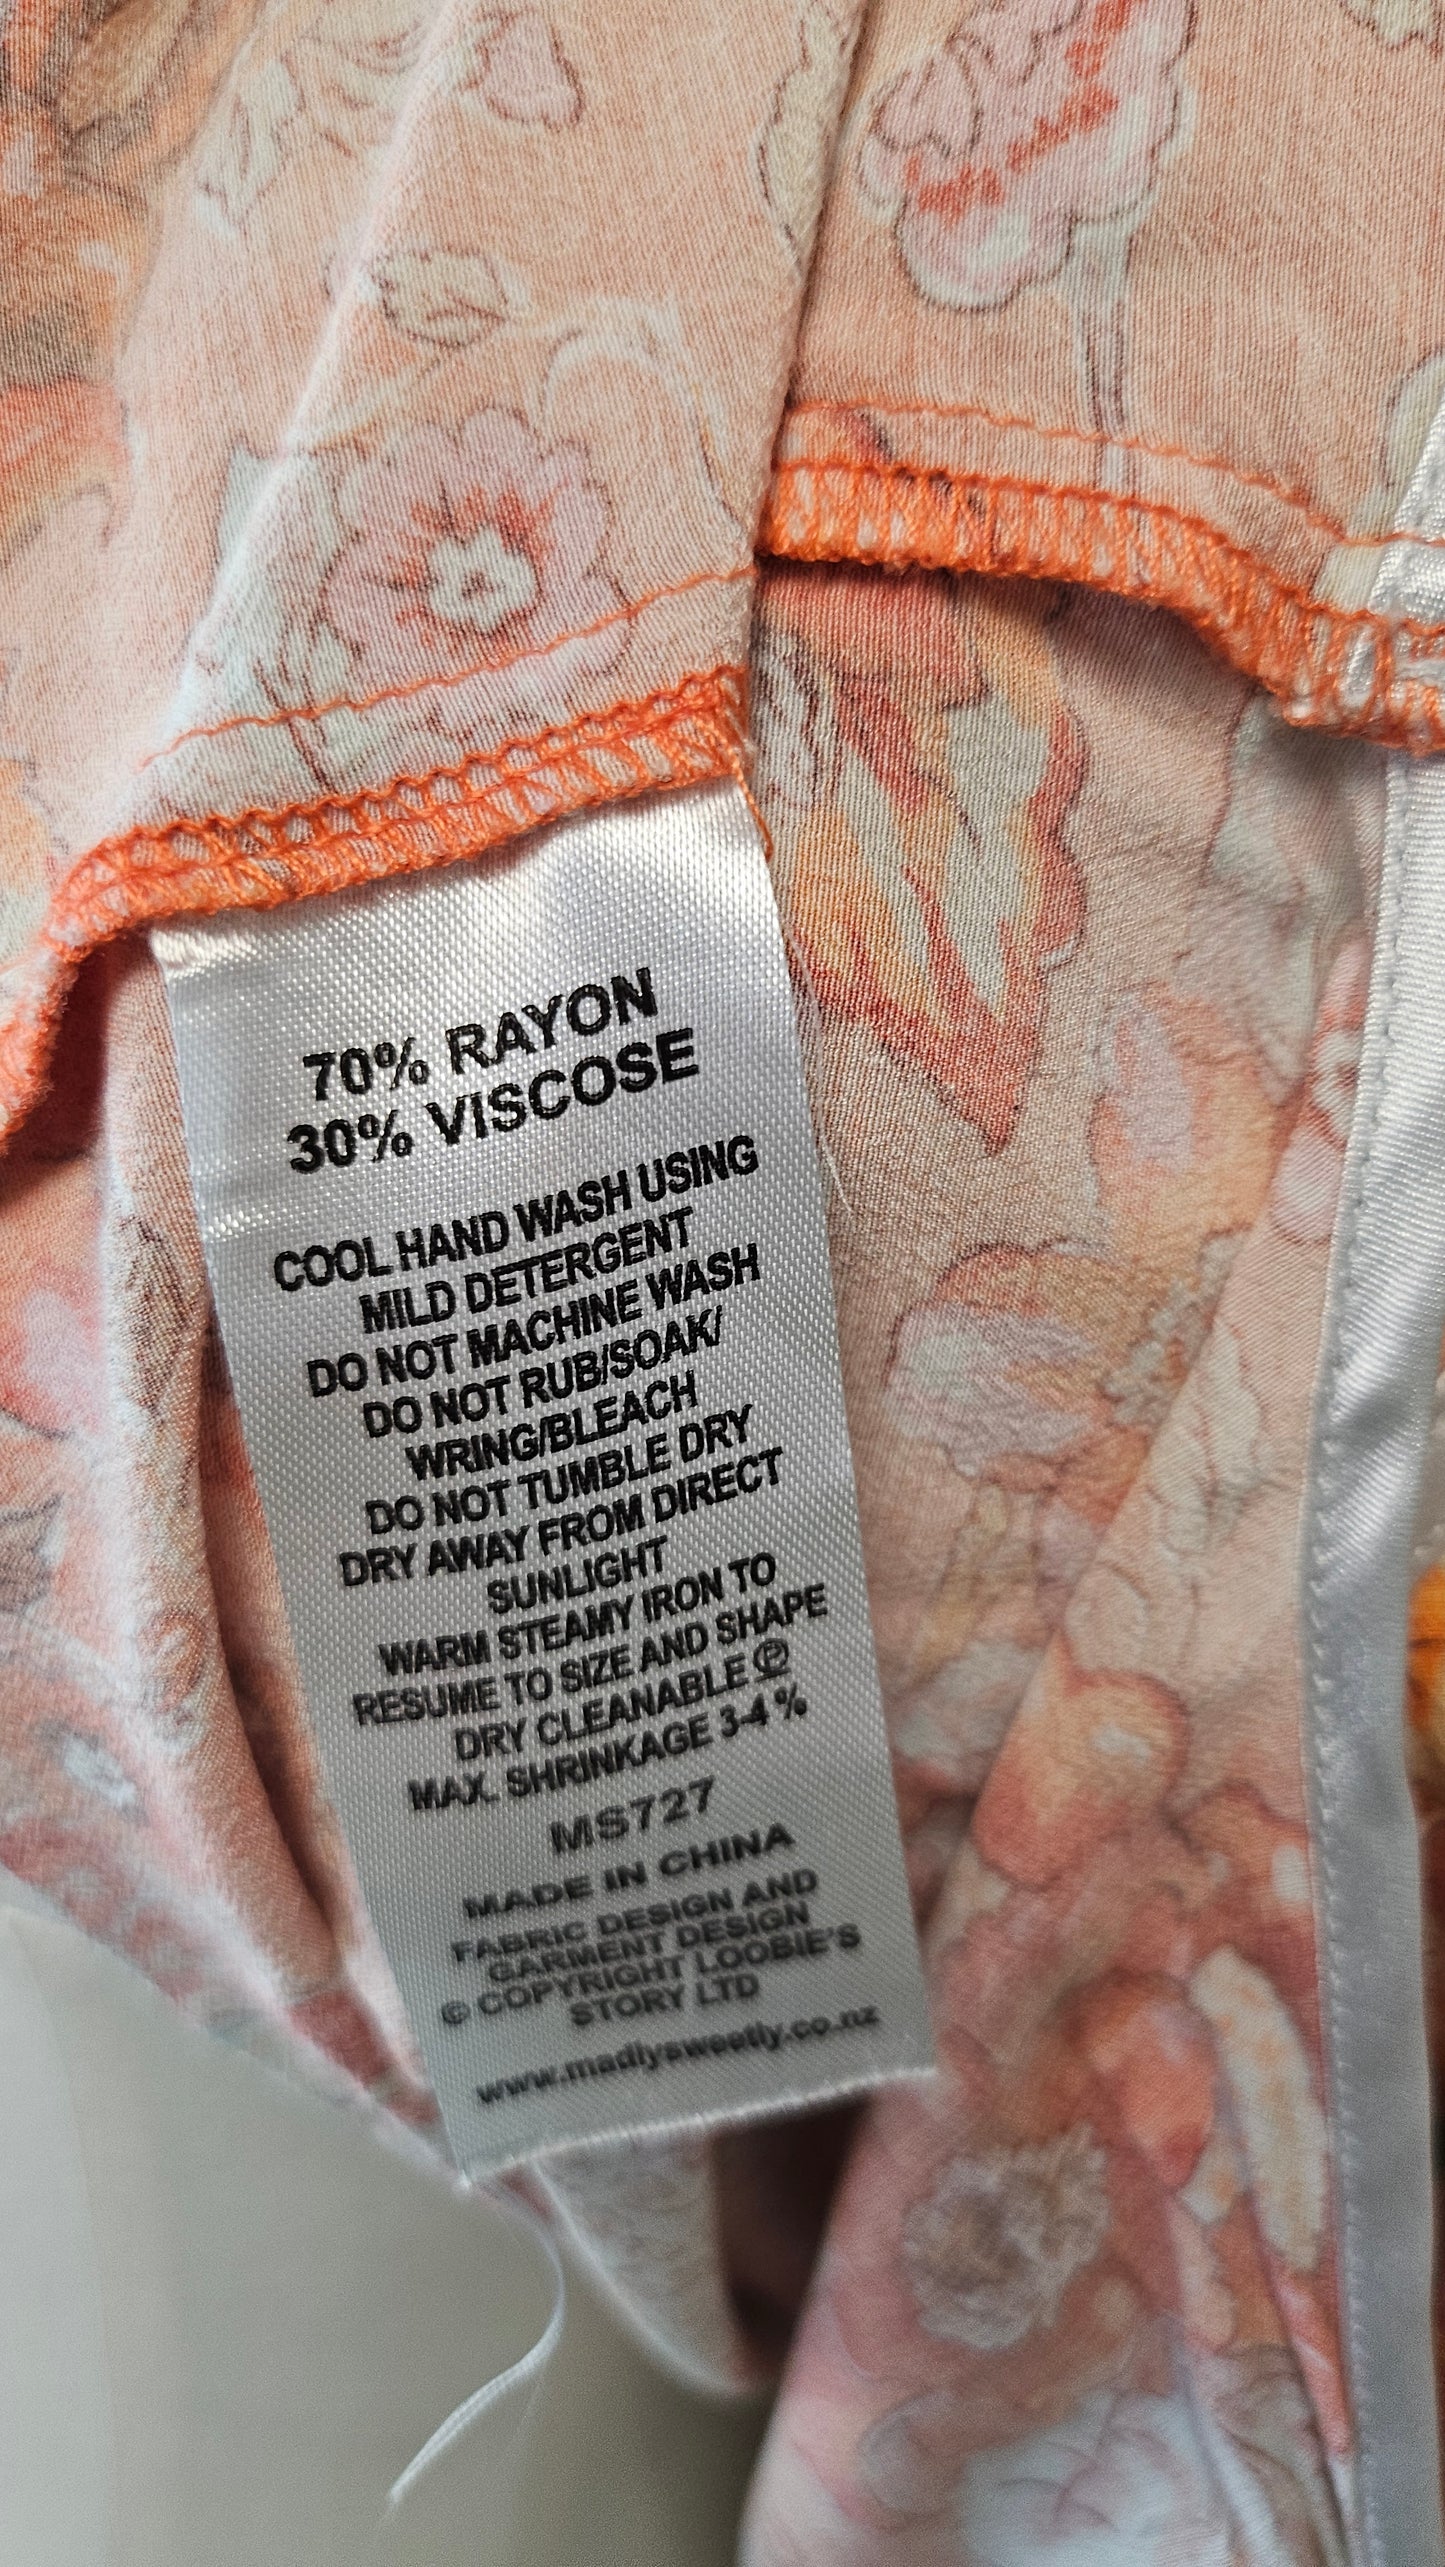 70% RAYON
30% VISCOSE
COOL HAND WASH USING
MILD DETERGENT
DO NOT MACHINE WASH
DO NOT RUB/SOAK/
WRING/BLEACH
DO NOT TUMBLE DRY
DRY AWAY FROM DIRECT
SUNLIGHT
WARM STEAMY IRON TO
RESUME TO SIZE AND SHAPE
DRY CLEANABLE Ⓟ
MAX. SHRINKAGE 3-4 %
MS727
MADE IN CHINA
FABRIC DESIGN AND
GARMENT DESIGN
© COPYRIGHT LOOBIE'S
STORY LTD
www.madlysweetly.co.nz